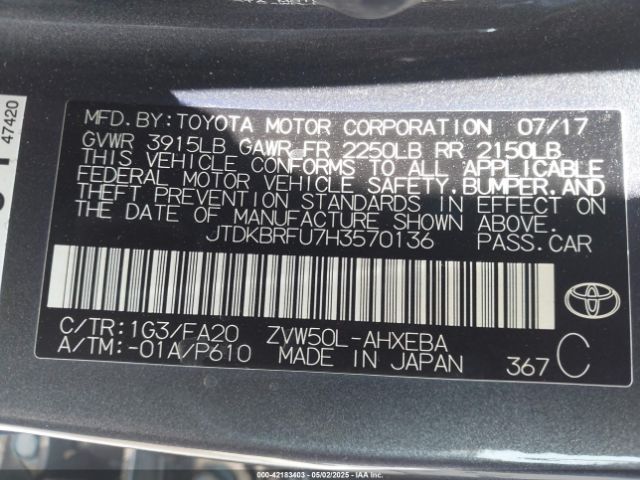 47420
MFD. BY: TOYOTA MOTOR CORPORATION 07/17
GVWR 3915LB GAWR FR 2250LB RR 2150LB
THIS VEHICLE CONFORMS TO ALL APPLICABLE
FEDERAL MOTOR VEHICLE SAFETY, BUMPER, AND
THEFT PREVENTION STANDARDS IN EFFECT ON
THE DATE OF MANUFACTURE SHOWN ABOVE.
JTDKBRFU7H3570136 PASS. CAR
C/TR: 1G3/FA20 ZVW50L-AHXEBA
A/TM: -01A/P610 MADE IN JAPAN 367 C
00-42183403 - 05/02/2025 - Copyright IAA, Inc.